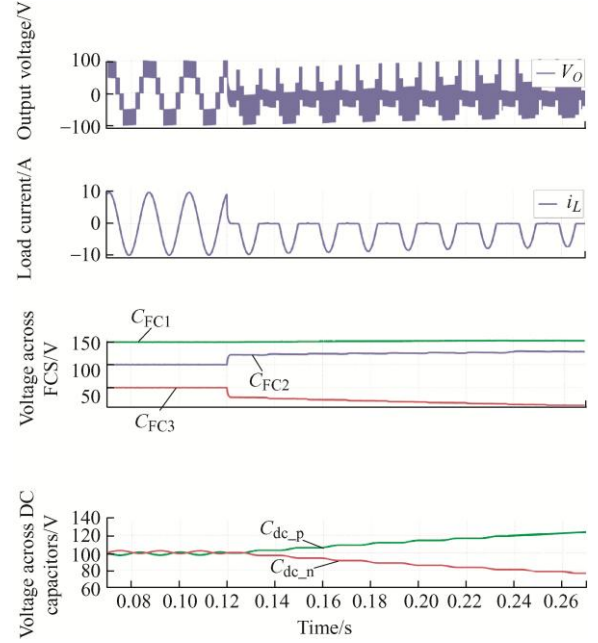 Output voltage/V
100
0
−100
V_O
Load current/A
10
0
−10
i_L
Voltage across
FCS/V
150
100
50
C_FC1
C_FC2
C_FC3
Voltage across DC
capacitors/V
140
120
100
80
60
C_dc_p
C_dc_n
0.08 0.10 0.12 0.14 0.16 0.18 0.20 0.22 0.24 0.26
Time/s